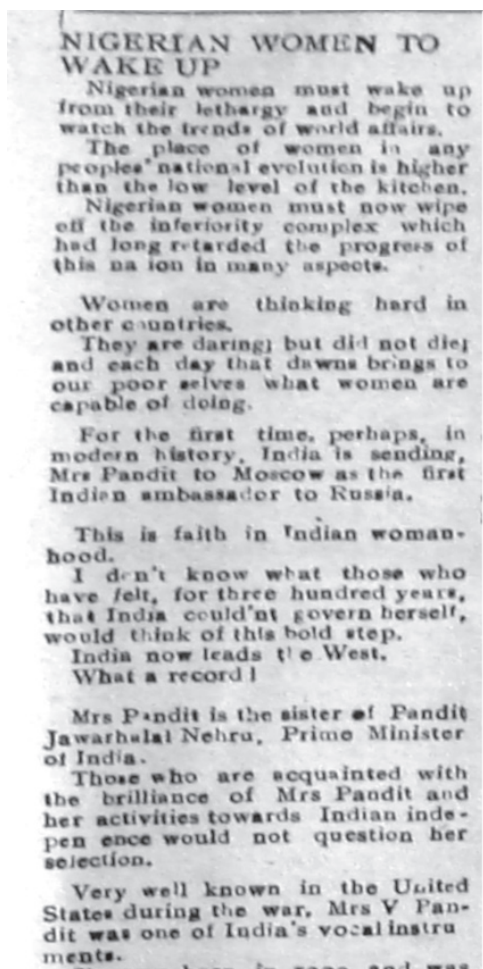 NIGERIAN WOMEN TO
WAKE UP
Nigerian women must wake up
from their lethargy and begin to
watch the trends of world affairs.
The place of women in any
peoples' national evolution is higher
than the low level of the kitchen.
Nigerian women must now wipe
off the inferiority complex which
had long retarded the progress of
this na ion in many aspects.
Women are thinking hard in
other countries.
They are daring; but did not die;
and each day that dawns brings to
our poor selves what women are
capable of doing.
For the first time, perhaps, in
modern history, India is sending,
Mrs Pandit to Moscow as the first
Indian ambassador to Russia.
This is faith in Indian woman-
hood.
I don't know what those who
have felt, for three hundred years,
that India could'nt govern herself,
would think of this bold step.
India now leads the West.
What a record!
Mrs Pandit is the sister of Pandit
Jawarhalal Nehru, Prime Minister
of India.
Those who are acquainted with
the brilliance of Mrs Pandit and
her activities towards Indian inde-
pen ence would not question her
selection.
Very well known in the United
States during the war, Mrs V Pan-
dit was one of India's vocal instru
ments.